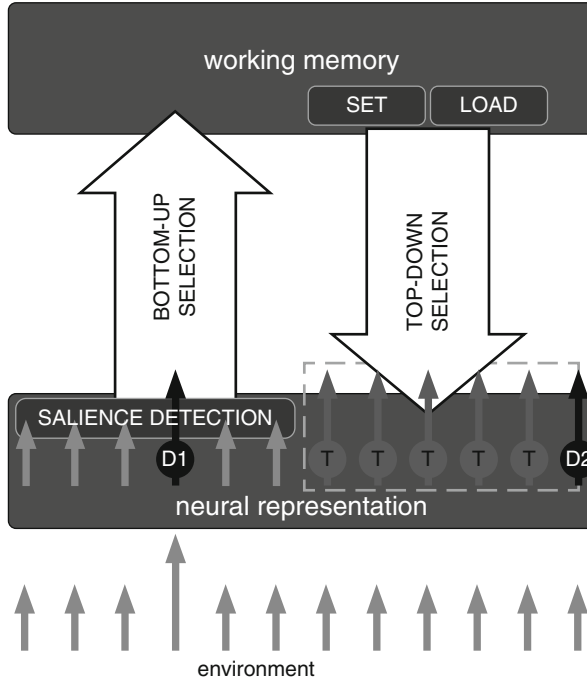 working memory
SET LOAD
BOTTOM-UP
SELECTION
TOP-DOWN
SELECTION
SALIENCE DETECTION
D1 T T T T T D2
neural representation
environment